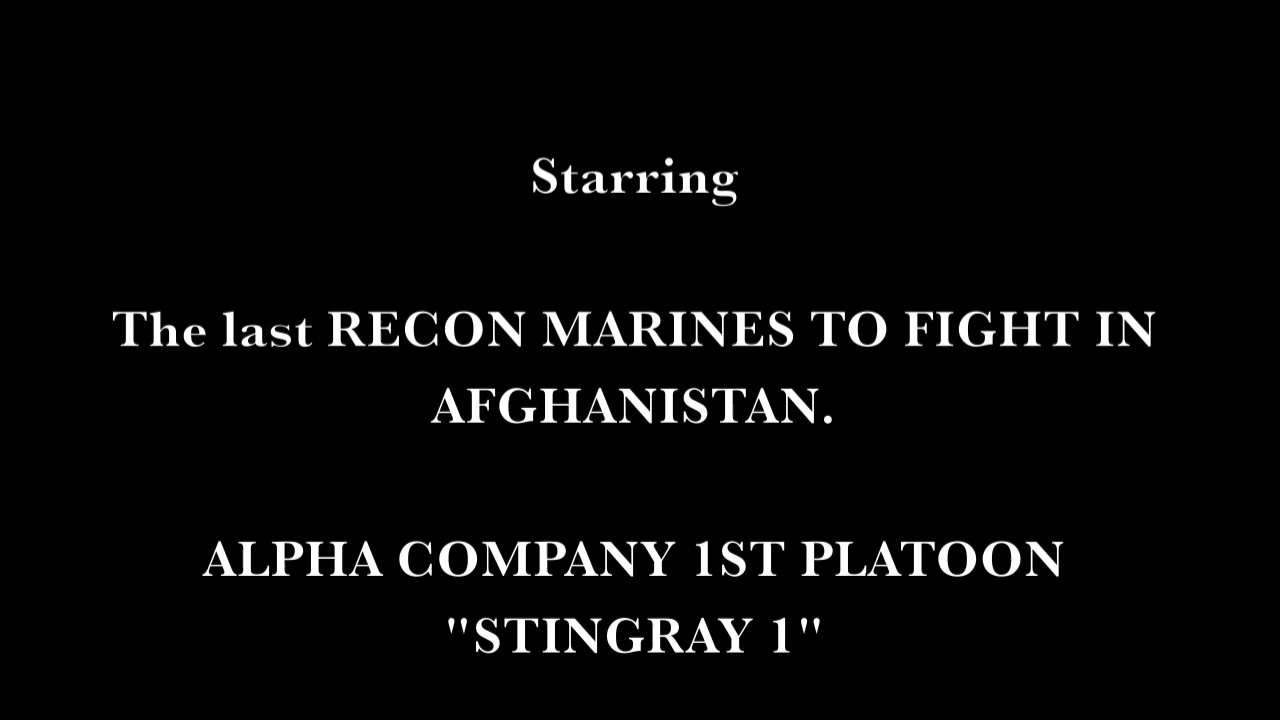 Starring
The last RECON MARINES TO FIGHT IN
AFGHANISTAN.
ALPHA COMPANY 1ST PLATOON
"STINGRAY 1"